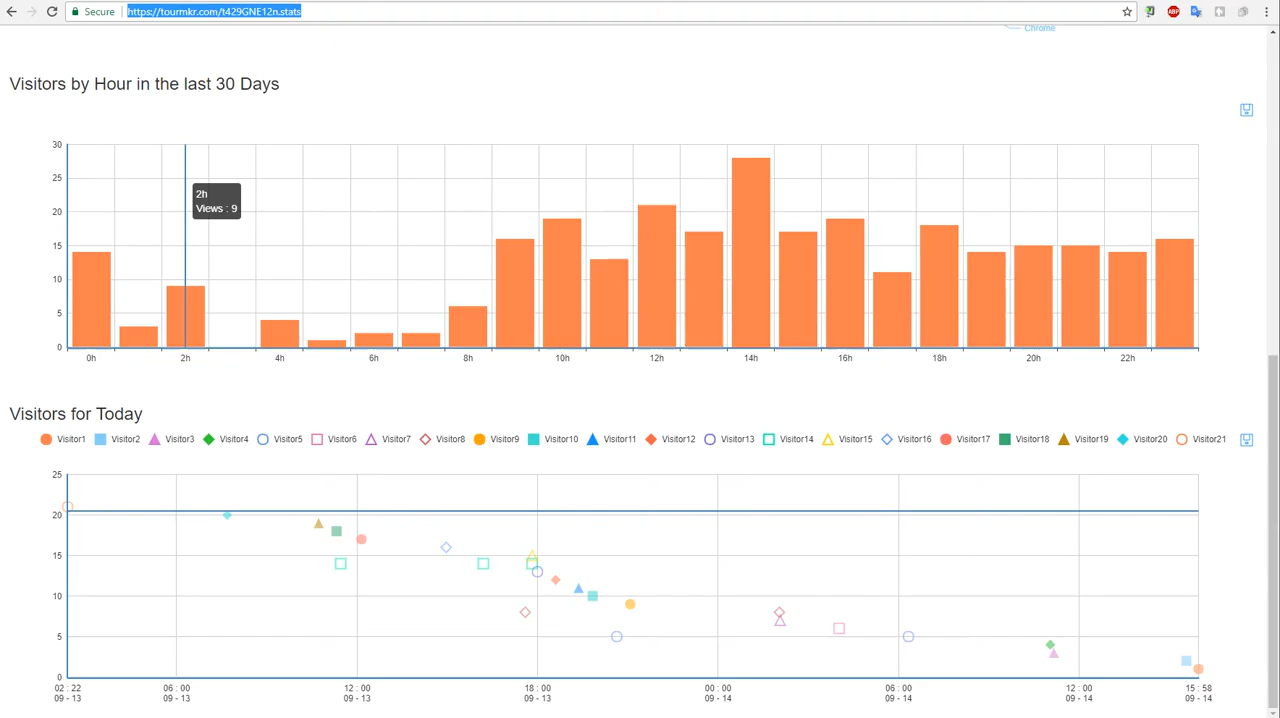 Secure
https://tourmkr.com/t429GNE12n.stats
ABP
Chrome
Visitors by Hour in the last 30 Days
30
25
20
15
10
5
0
2h
Views : 9
0h 2h 4h 6h 8h 10h 12h 14h 16h 18h 20h 22h
Visitors for Today
Visitor1 Visitor2 Visitor3 Visitor4 Visitor5 Visitor6 Visitor7 Visitor8 Visitor9 Visitor10 Visitor11 Visitor12 Visitor13 Visitor14 Visitor15 Visitor16 Visitor17 Visitor18 Visitor19 Visitor20 Visitor21
25
20
15
10
5
0
02 : 22 06 : 00 12 : 00 18 : 00 00 : 00 06 : 00 12 : 00 15 : 58
09 - 13 09 - 13 09 - 13 09 - 13 09 - 14 09 - 14 09 - 14 09 - 14